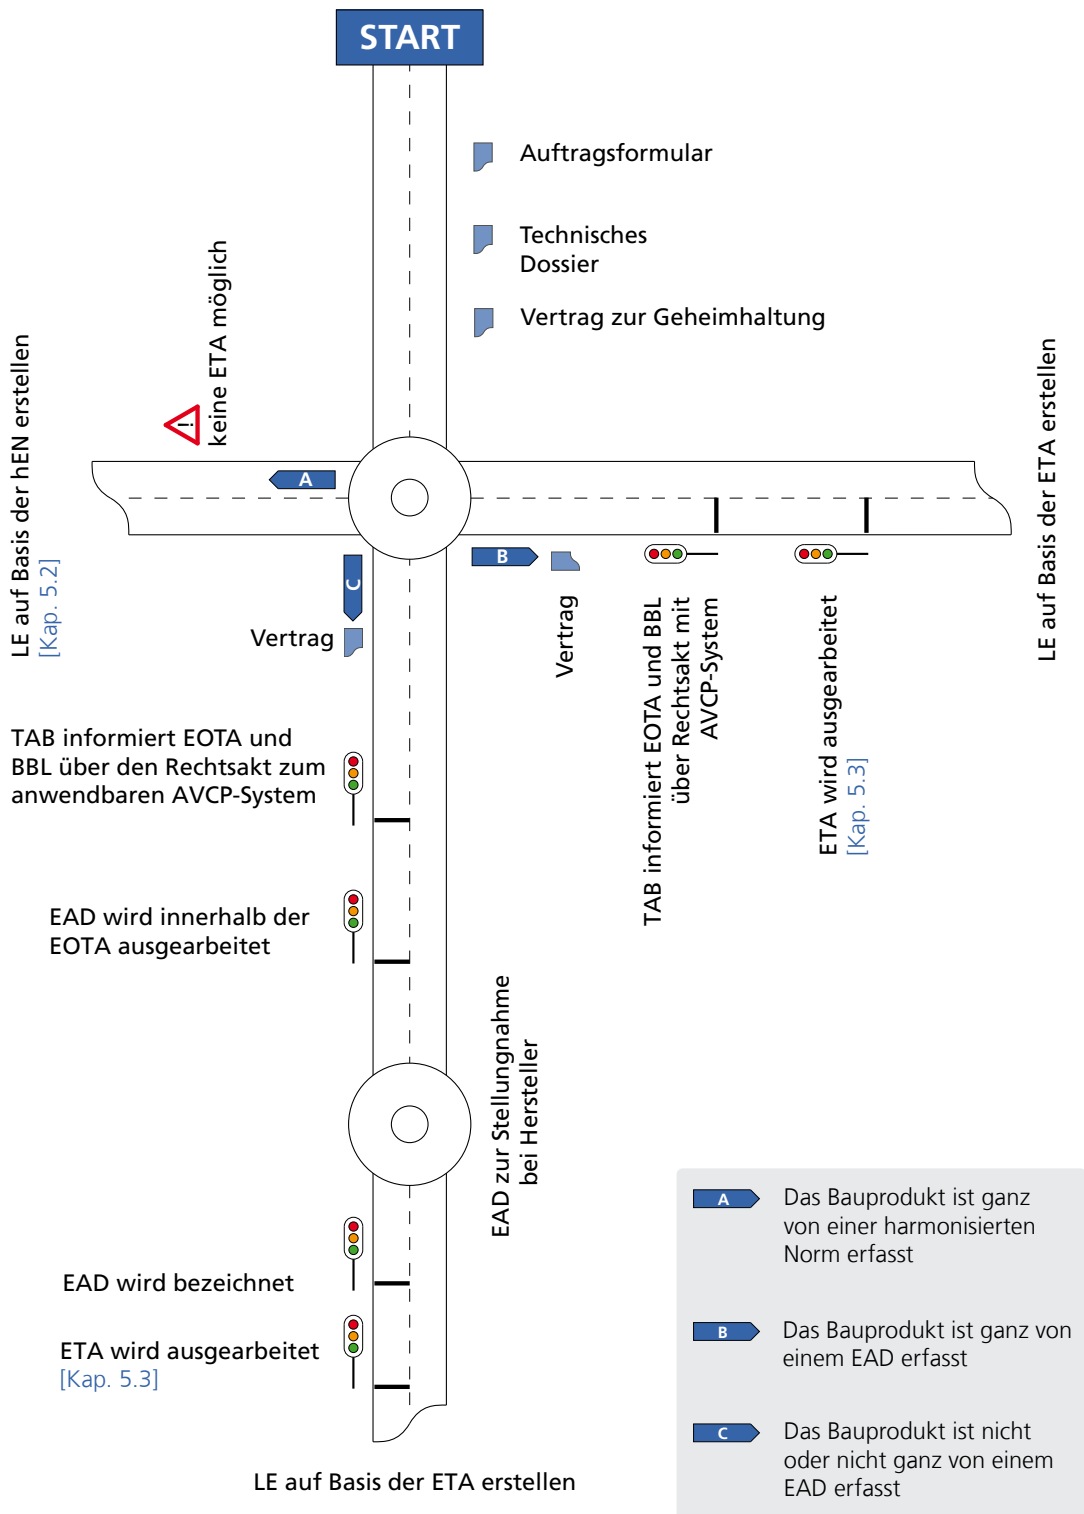 START
Auftragsformular
Technisches
Dossier
Vertrag zur Geheimhaltung
keine ETA möglich
LE auf Basis der hEN erstellen
[Kap. 5.2]
A
B
C
Vertrag
Vertrag
TAB informiert EOTA und BBL
über Rechtsakt mit
AVCP-System
ETA wird ausgearbeitet
[Kap. 5.3]
LE auf Basis der ETA erstellen
TAB informiert EOTA und
BBL über den Rechtsakt zum
anwendbaren AVCP-System
EAD wird innerhalb der
EOTA ausgearbeitet
EAD zur Stellungnahme
bei Hersteller
EAD wird bezeichnet
ETA wird ausgearbeitet
[Kap. 5.3]
LE auf Basis der ETA erstellen
A
Das Bauprodukt ist ganz
von einer harmonisierten
Norm erfasst
B
Das Bauprodukt ist ganz von
einem EAD erfasst
C
Das Bauprodukt ist nicht
oder nicht ganz von einem
EAD erfasst